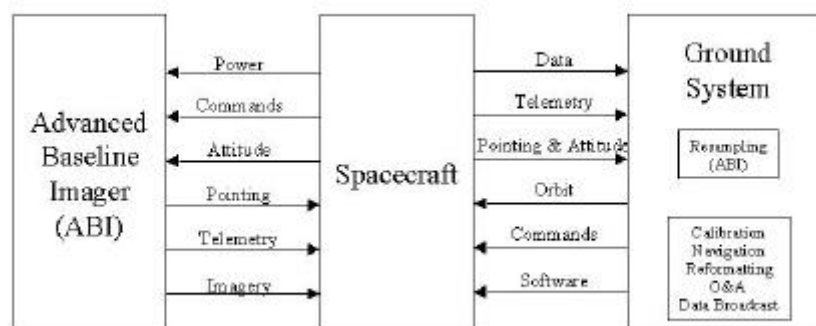 Advanced
Baseline
Imager
(ABI)
Power
Commands
Attitude
Pointing
Telemetry
Imagery
Spacecraft
Data
Telemetry
Pointing & Attitude
Orbit
Commands
Software
Ground
System
Resampling
(ABI)
Calibration
Navigation
Reformatting
O&A
Data Broadcast